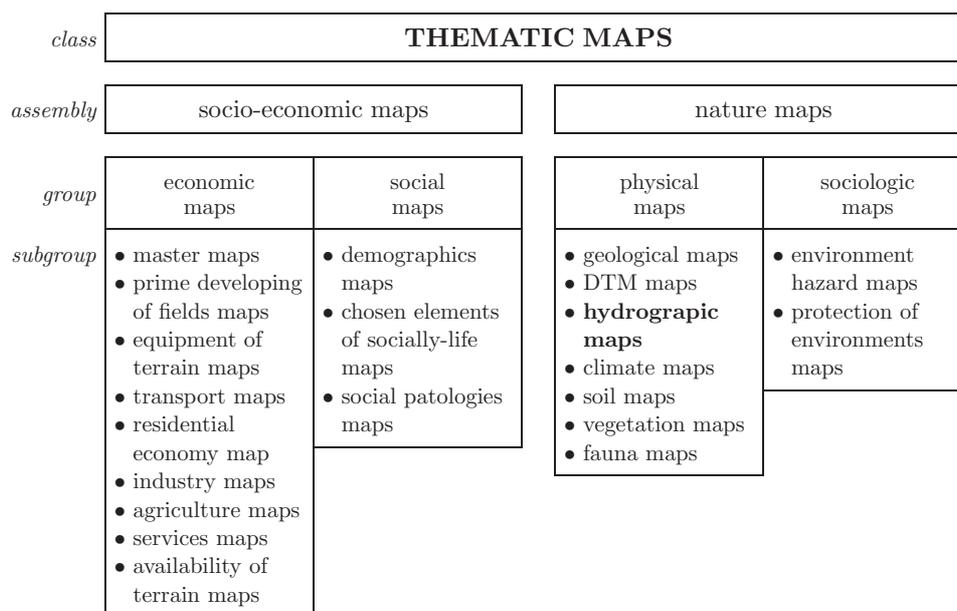 class
THEMATIC MAPS
assembly
socio-economic maps
nature maps
group
economic
maps
social
maps
physical
maps
sociologic
maps
subgroup
• master maps
• prime developing
of fields maps
• equipment of
terrain maps
• transport maps
• residential
economy map
• industry maps
• agriculture maps
• services maps
• availability of
terrain maps
• demographics
maps
• chosen elements
of socially-life
maps
• social patologies
maps
• geological maps
• DTM maps
• hydrograpic
maps
• climate maps
• soil maps
• vegetation maps
• fauna maps
• environment
hazard maps
• protection of
environments
maps